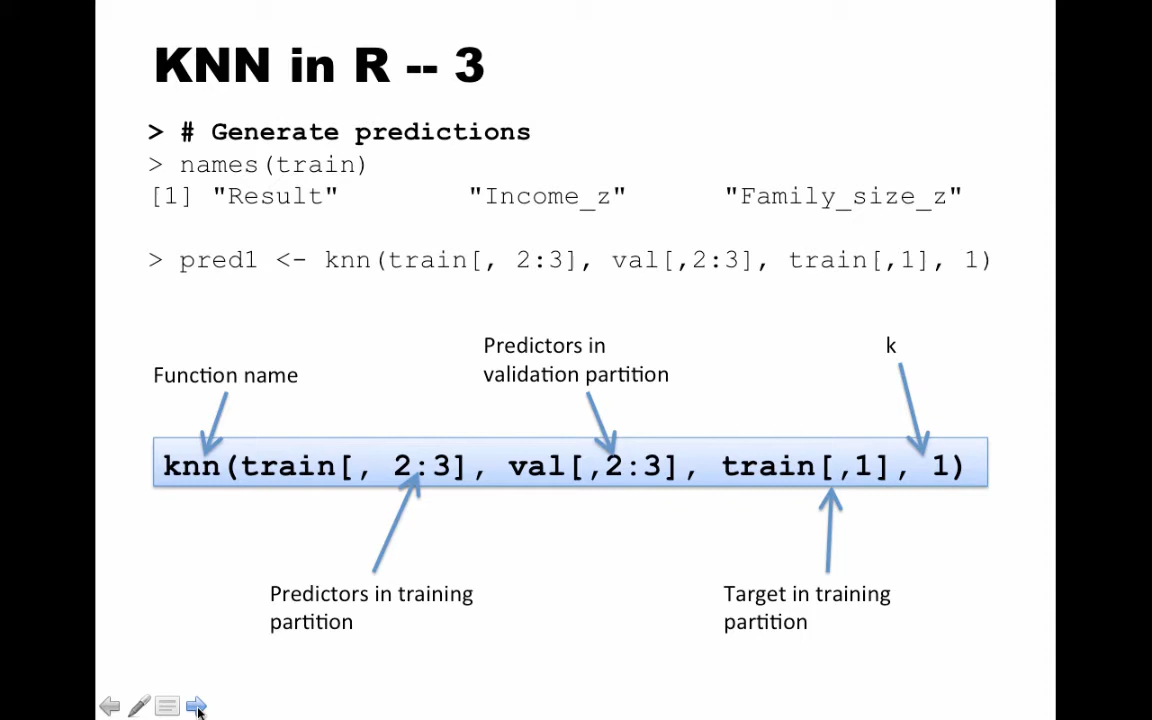 KNN in R -- 3
> # Generate predictions
> names(train)
[1] "Result" "Income_z" "Family_size_z"
> pred1 <- knn(train[, 2:3], val[,2:3], train[,1], 1)
Predictors in
validation partition
k
Function name
knn(train[, 2:3], val[,2:3], train[,1], 1)
Predictors in training
partition
Target in training
partition